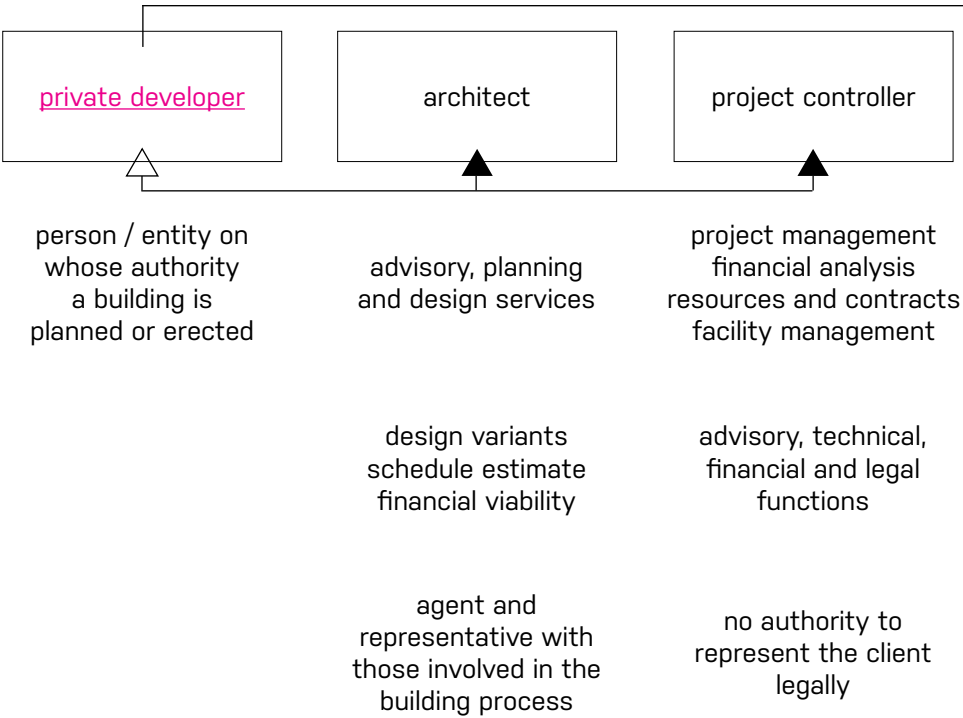 private developer
architect
project controller
person / entity on
whose authority
a building is
planned or erected
advisory, planning
and design services
project management
financial analysis
resources and contracts
facility management
design variants
schedule estimate
financial viability
advisory, technical,
financial and legal
functions
agent and
representative with
those involved in the
building process
no authority to
represent the client
legally